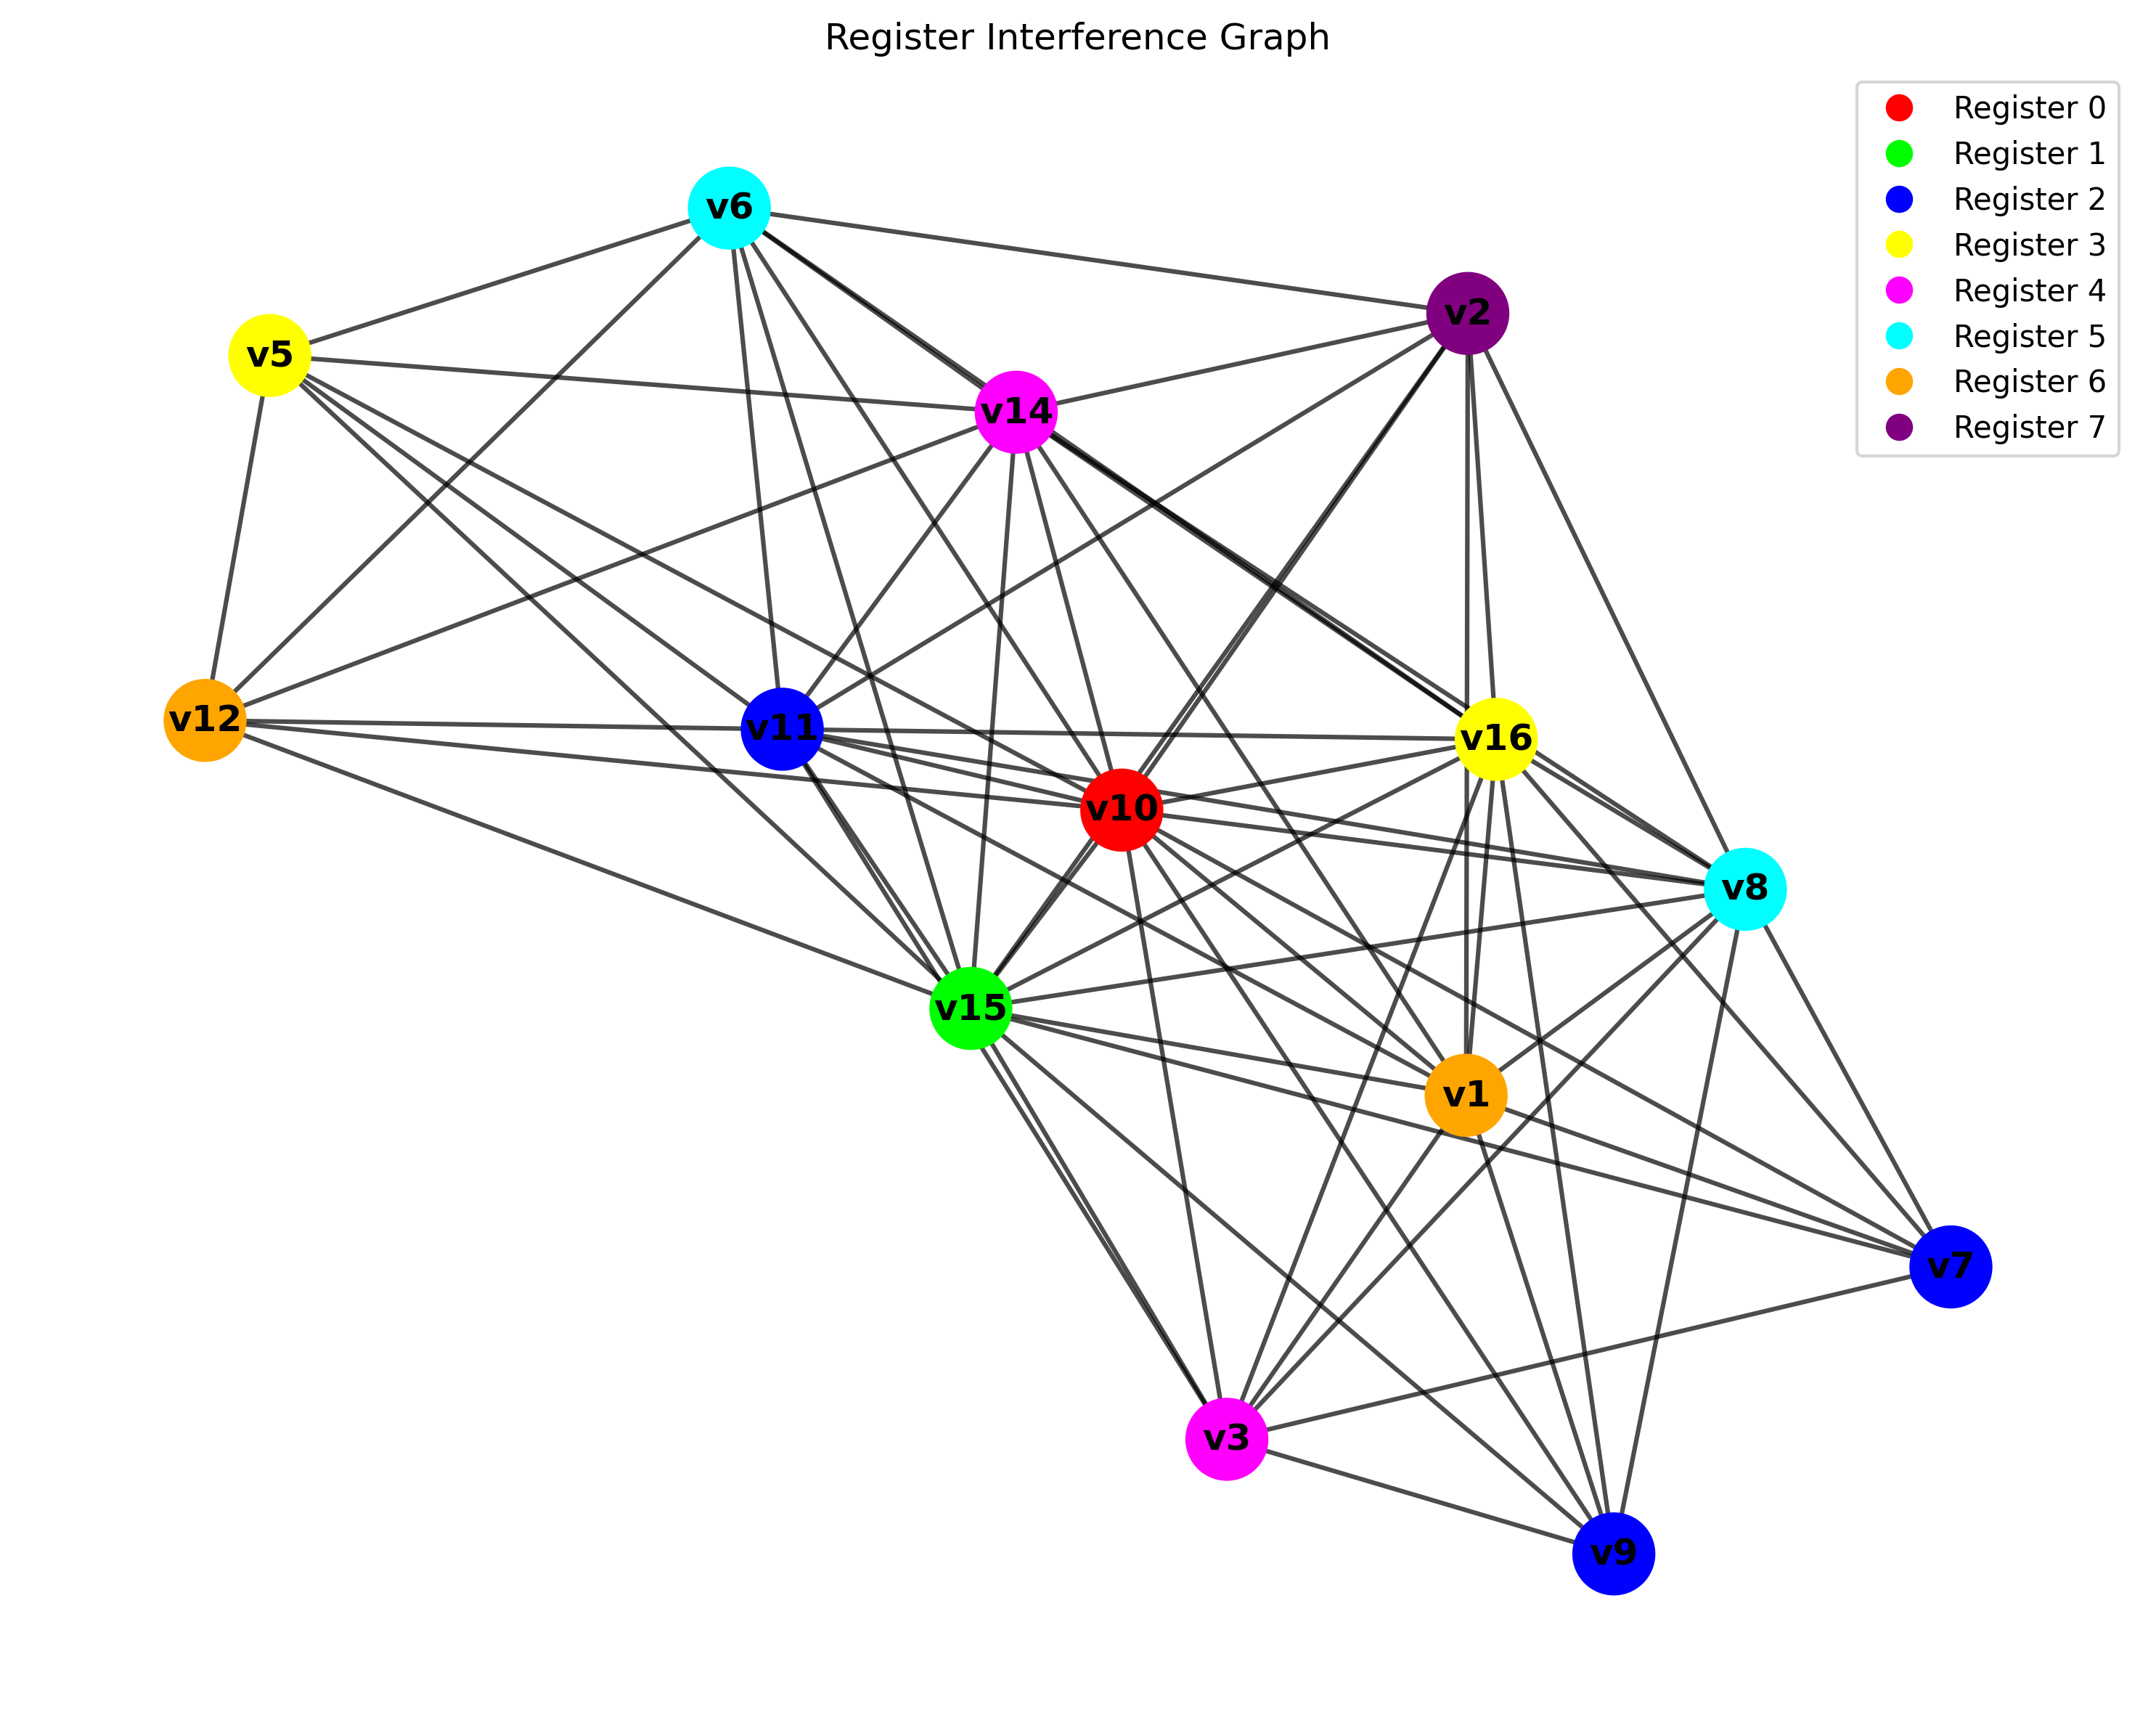 Register Interference Graph
Register 0
Register 1
Register 2
Register 3
Register 4
Register 5
Register 6
Register 7
v6
v2
v5
v14
v12
v11
v16
v10
v8
v15
v1
v7
v3
v9